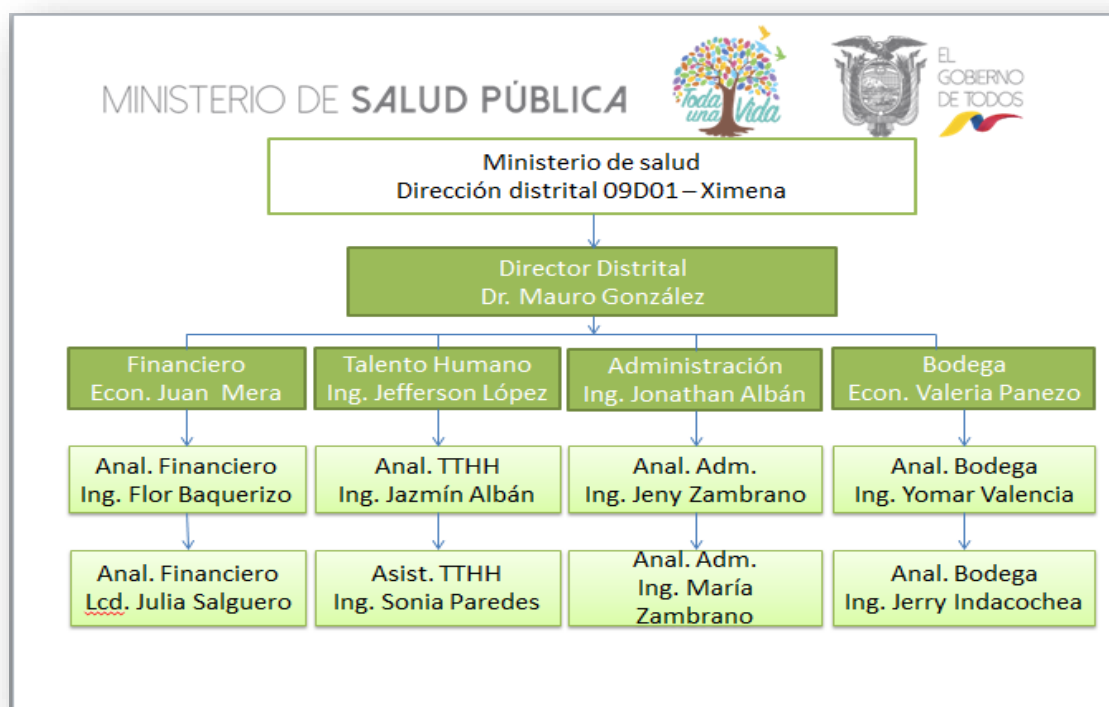 MINISTERIO DE SALUD PÚBLICA
Toda
una Vida
EL
GOBIERNO
DE TODOS
Ministerio de salud
Dirección distrital 09D01 – Ximena
Director Distrital
Dr. Mauro González
Financiero
Econ. Juan Mera
Talento Humano
Ing. Jefferson López
Administración
Ing. Jonathan Albán
Bodega
Econ. Valeria Panezo
Anal. Financiero
Ing. Flor Baquerizo
Anal. TTHH
Ing. Jazmín Albán
Anal. Adm.
Ing. Jeny Zambrano
Anal. Bodega
Ing. Yomar Valencia
Anal. Financiero
Lcd. Julia Salguero
Asist. TTHH
Ing. Sonia Paredes
Anal. Adm.
Ing. María
Zambrano
Anal. Bodega
Ing. Jerry Indacochea